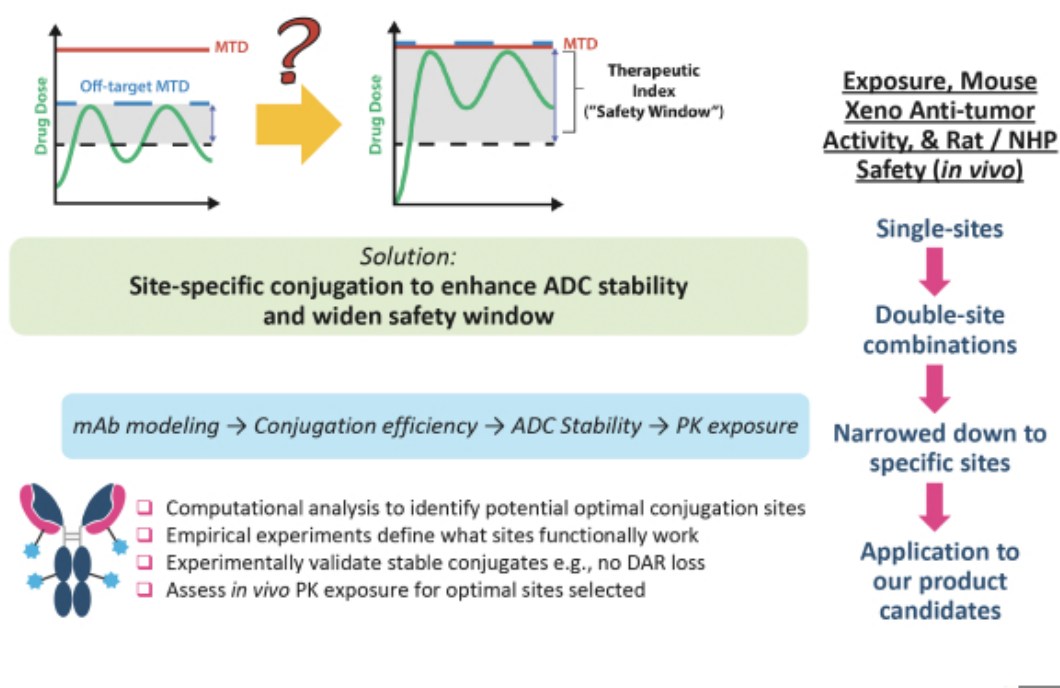 MTD
Off-target MTD
Drug Dose
?
MTD
Drug Dose
Therapeutic
Index
("Safety Window")
Exposure, Mouse
Xeno Anti-tumor
Activity, & Rat / NHP
Safety (in vivo)
Single-sites
Double-site
combinations
Narrowed down to
specific sites
Application to
our product
candidates
Solution:
Site-specific conjugation to enhance ADC stability
and widen safety window
mAb modeling → Conjugation efficiency → ADC Stability → PK exposure
❑ Computational analysis to identify potential optimal conjugation sites
❑ Empirical experiments define what sites functionally work
❑ Experimentally validate stable conjugates e.g., no DAR loss
❑ Assess in vivo PK exposure for optimal sites selected